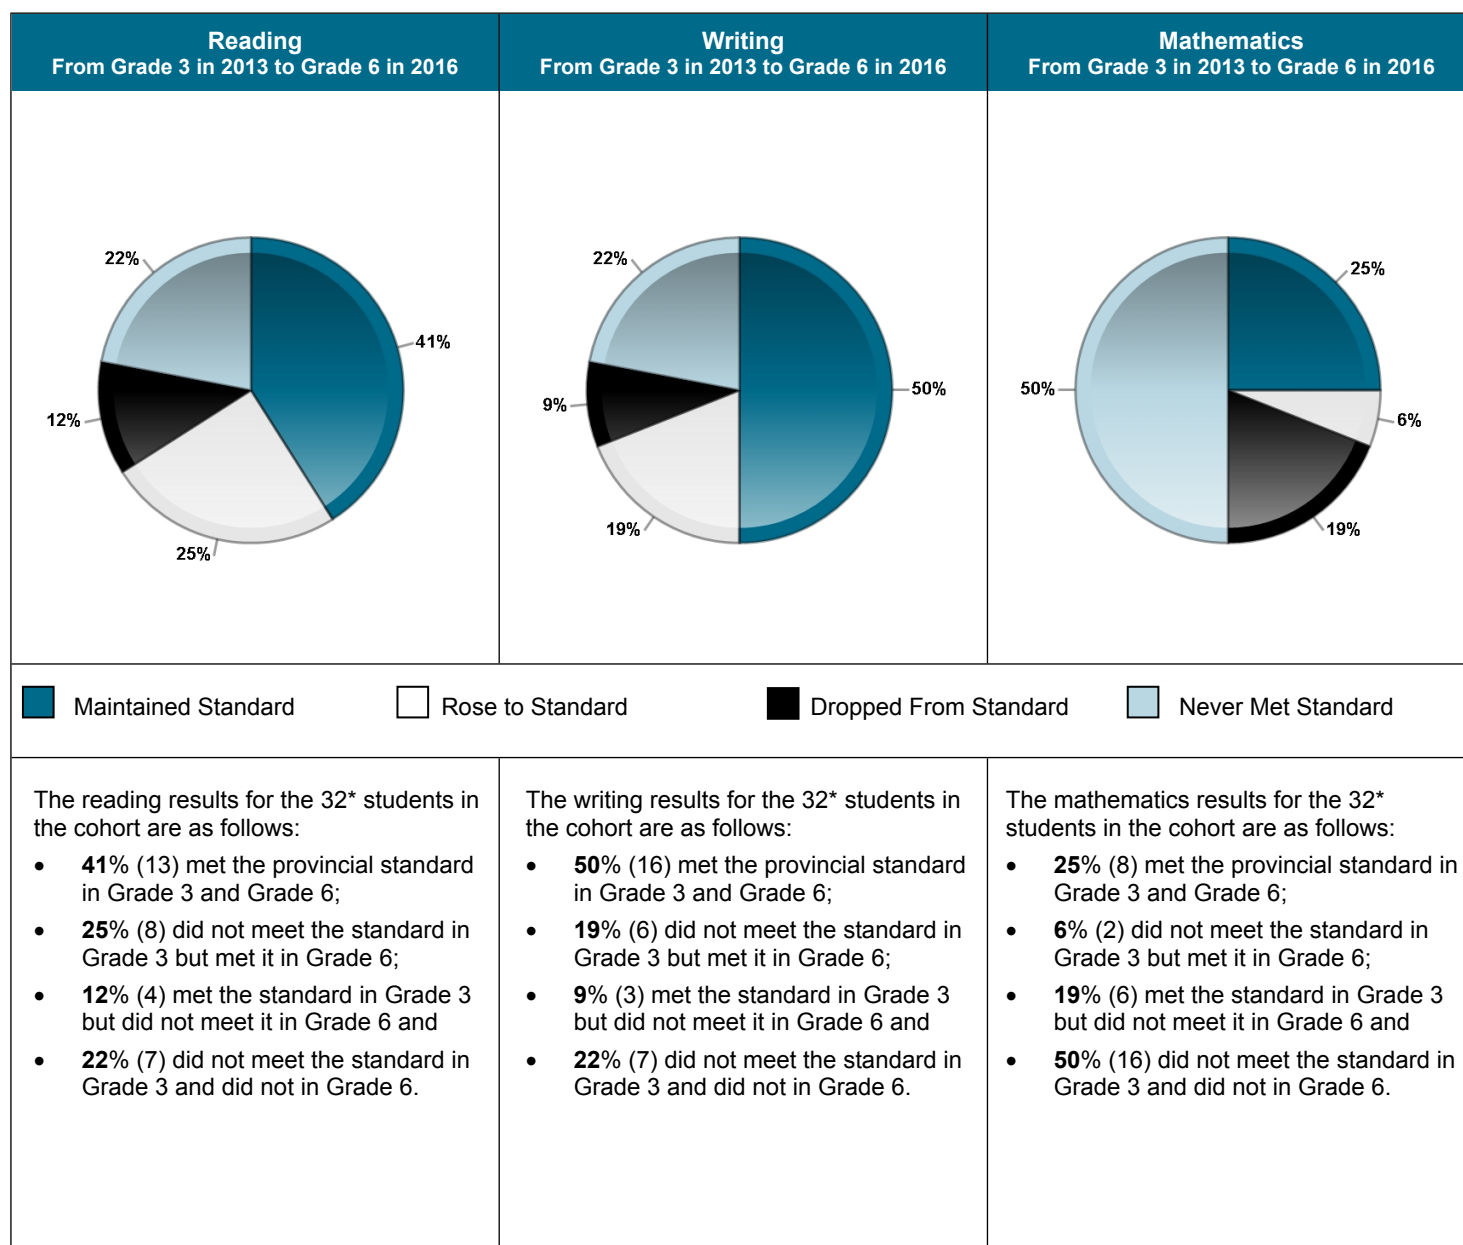 Reading
From Grade 3 in 2013 to Grade 6 in 2016
Writing
From Grade 3 in 2013 to Grade 6 in 2016
Mathematics
From Grade 3 in 2013 to Grade 6 in 2016
22%
41%
12%
25%
22%
50%
9%
19%
25%
50%
6%
19%
Maintained Standard
Rose to Standard
Dropped From Standard
Never Met Standard
The reading results for the 32* students in
the cohort are as follows:
• 41% (13) met the provincial standard
in Grade 3 and Grade 6;
• 25% (8) did not meet the standard in
Grade 3 but met it in Grade 6;
• 12% (4) met the standard in Grade 3
but did not meet it in Grade 6 and
• 22% (7) did not meet the standard in
Grade 3 and did not in Grade 6.
The writing results for the 32* students in
the cohort are as follows:
• 50% (16) met the provincial standard
in Grade 3 and Grade 6;
• 19% (6) did not meet the standard in
Grade 3 but met it in Grade 6;
• 9% (3) met the standard in Grade 3
but did not meet it in Grade 6 and
• 22% (7) did not meet the standard in
Grade 3 and did not in Grade 6.
The mathematics results for the 32*
students in the cohort are as follows:
• 25% (8) met the provincial standard in
Grade 3 and Grade 6;
• 6% (2) did not meet the standard in
Grade 3 but met it in Grade 6;
• 19% (6) met the standard in Grade 3
but did not meet it in Grade 6 and
• 50% (16) did not meet the standard in
Grade 3 and did not in Grade 6.